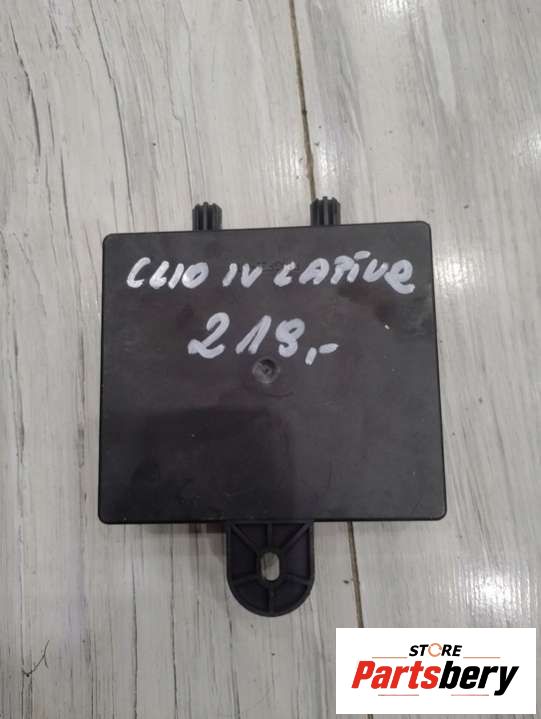 CLIO IV CAPTUR
219,-
STORE
Partsbery